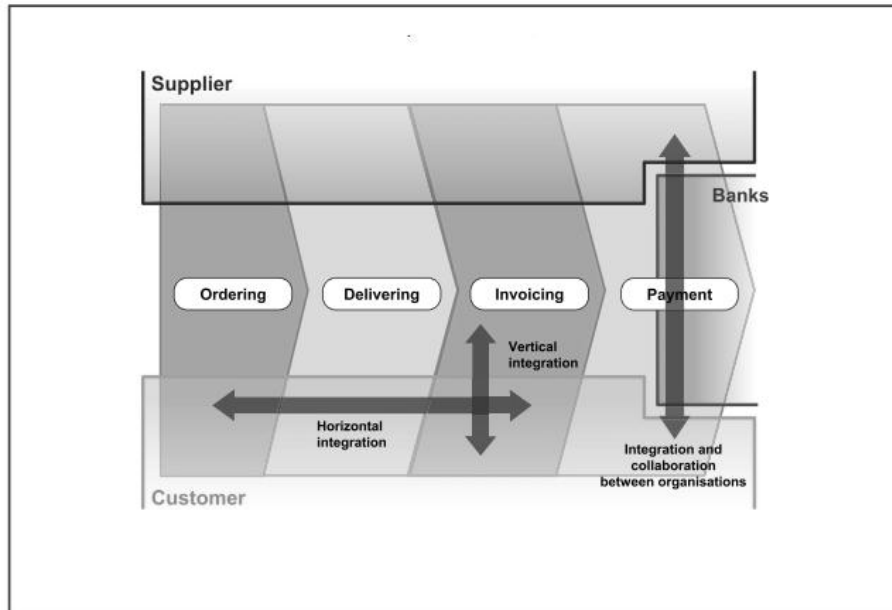 Supplier
Banks
Ordering
Delivering
Invoicing
Payment
Vertical
integration
Horizontal
integration
Integration and
collaboration
between organisations
Customer